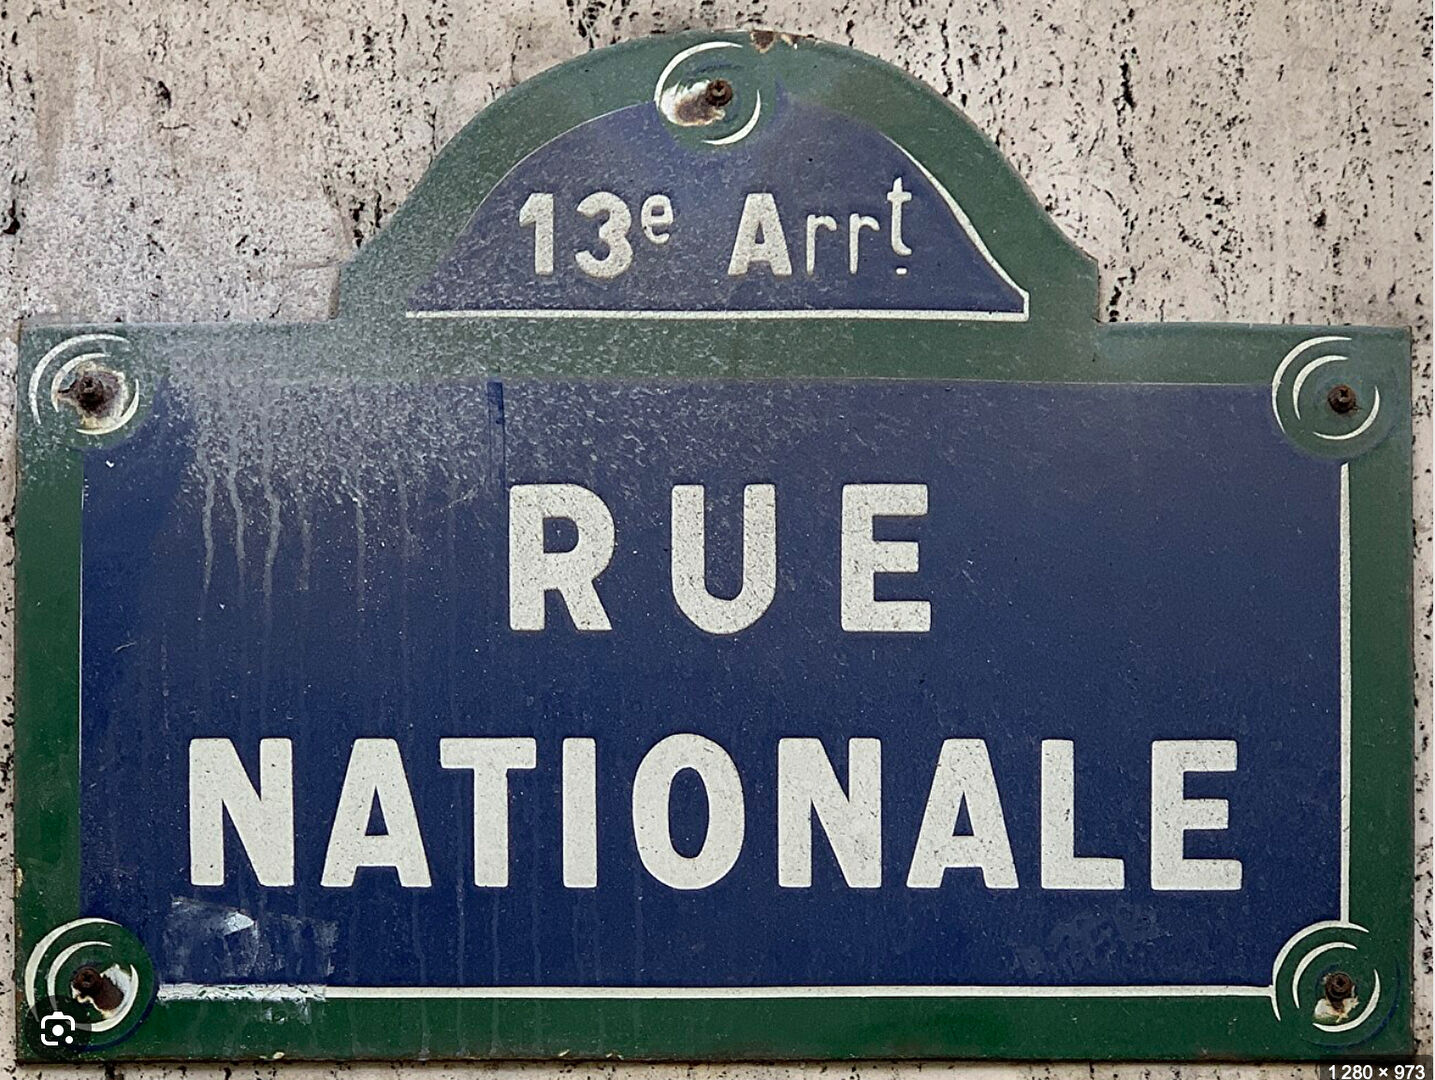 13e Arrt
RUE
NATIONALE
1 280 × 973